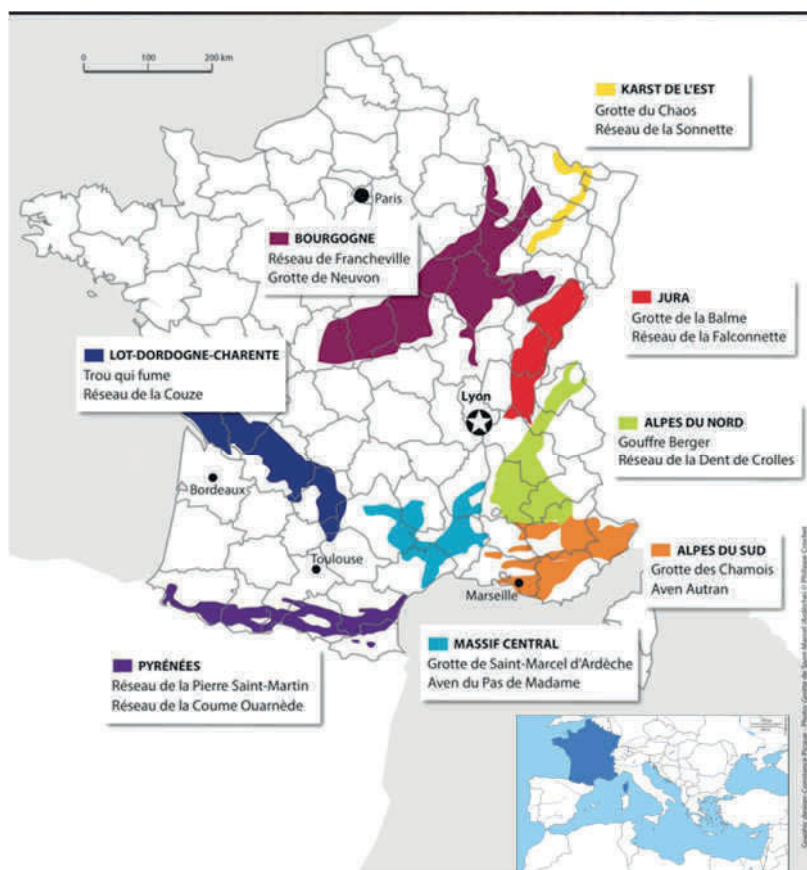 0 100 200 km
KARST DE L'EST
Grotte du Chaos
Réseau de la Sonnette
Paris
BOURGOGNE
Réseau de Francheville
Grotte de Neuvon
JURA
Grotte de la Balme
Réseau de la Falconnette
LOT-DORDOGNE-CHARENTE
Trou qui fume
Réseau de la Couze
Lyon
ALPES DU NORD
Gouffre Berger
Réseau de la Dent de Crolles
Bordeaux
Toulouse
Marseille
ALPES DU SUD
Grotte des Chamois
Aven Autran
MASSIF CENTRAL
Grotte de Saint-Marcel d'Ardèche
Aven du Pas de Madame
PYRÉNÉES
Réseau de la Pierre Saint-Martin
Réseau de la Coume Ouarnède